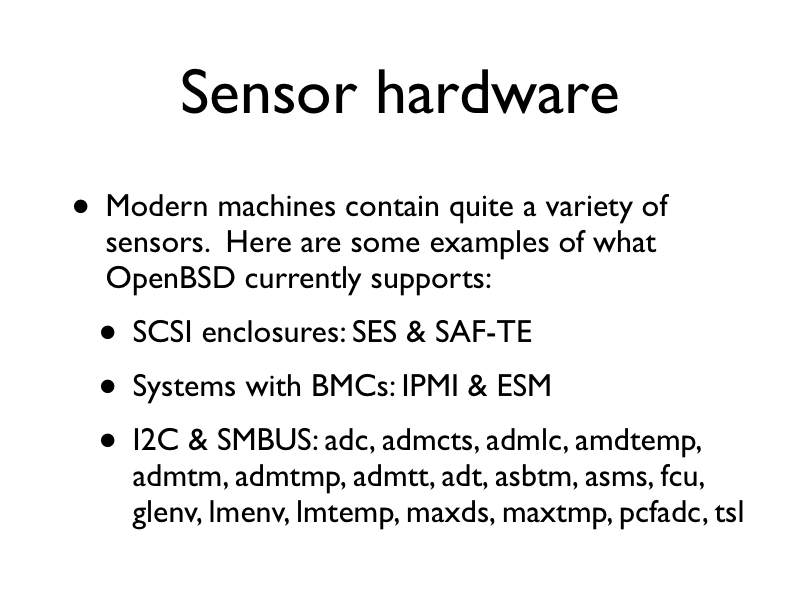 Sensor hardware
• Modern machines contain quite a variety of
sensors.  Here are some examples of what
OpenBSD currently supports:
• SCSI enclosures: SES & SAF-TE
• Systems with BMCs: IPMI & ESM
• I2C & SMBUS: adc, admcts, admlc, amdtemp,
admtm, admtmp, admtt, adt, asbtm, asms, fcu,
glenv, lmenv, lmtemp, maxds, maxtmp, pcfadc, tsl